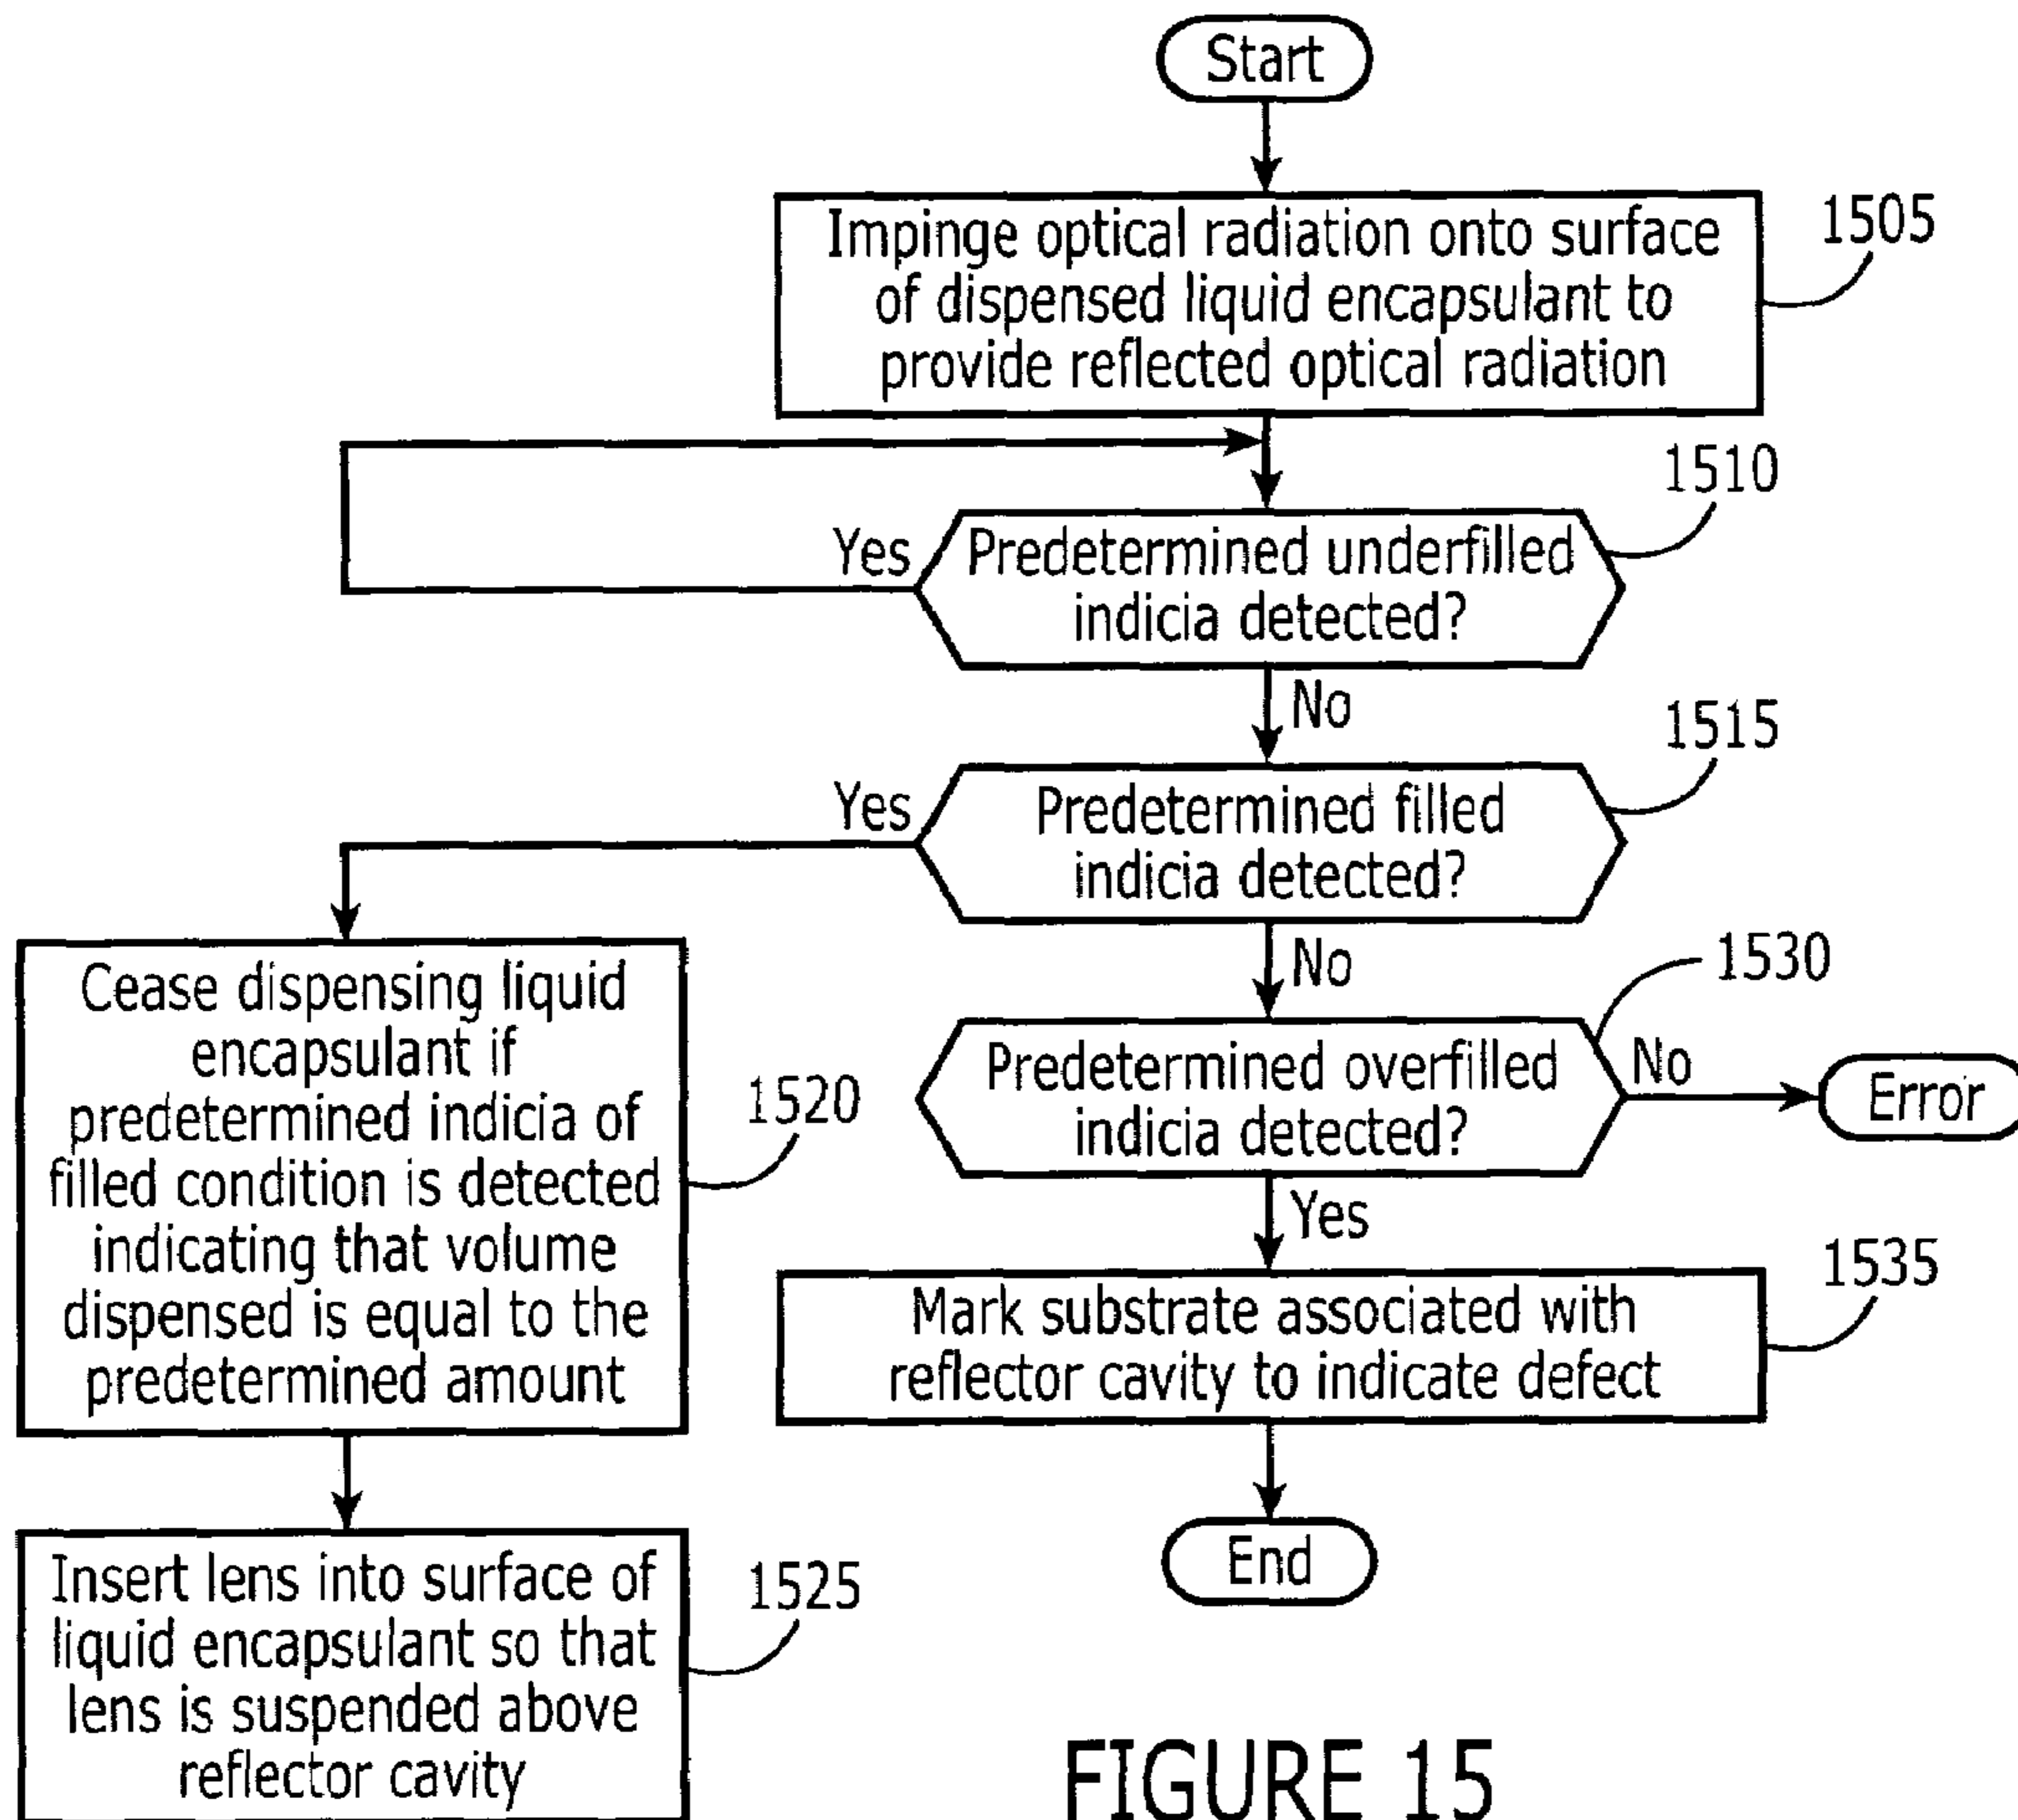 Start
Impinge optical radiation onto surface
of dispensed liquid encapsulant to
provide reflected optical radiation
1505
1510
Yes
Predetermined underfilled
indicia detected?
No
1515
Yes
Predetermined filled
indicia detected?
No
1530
Predetermined overfilled
indicia detected?
No
Error
Yes
Cease dispensing liquid
encapsulant if
predetermined indicia of
filled condition is detected
indicating that volume
dispensed is equal to the
predetermined amount
1520
1535
Mark substrate associated with
reflector cavity to indicate defect
End
Insert lens into surface of
liquid encapsulant so that
lens is suspended above
reflector cavity
1525
FIGURE 15